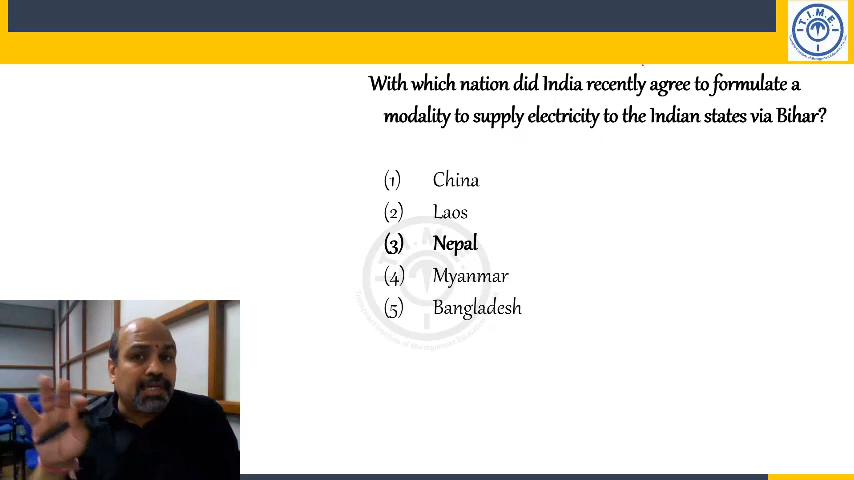 T.I.M.E.
With which nation did India recently agree to formulate a
modality to supply electricity to the Indian states via Bihar?
(1) China
(2) Laos
(3) Nepal
(4) Myanmar
(5) Bangladesh